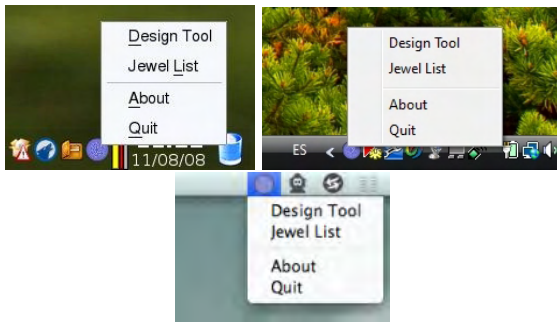 Design Tool
Jewel List
About
Quit
11/08/08
Design Tool
Jewel List
About
Quit
ES
Design Tool
Jewel List
About
Quit